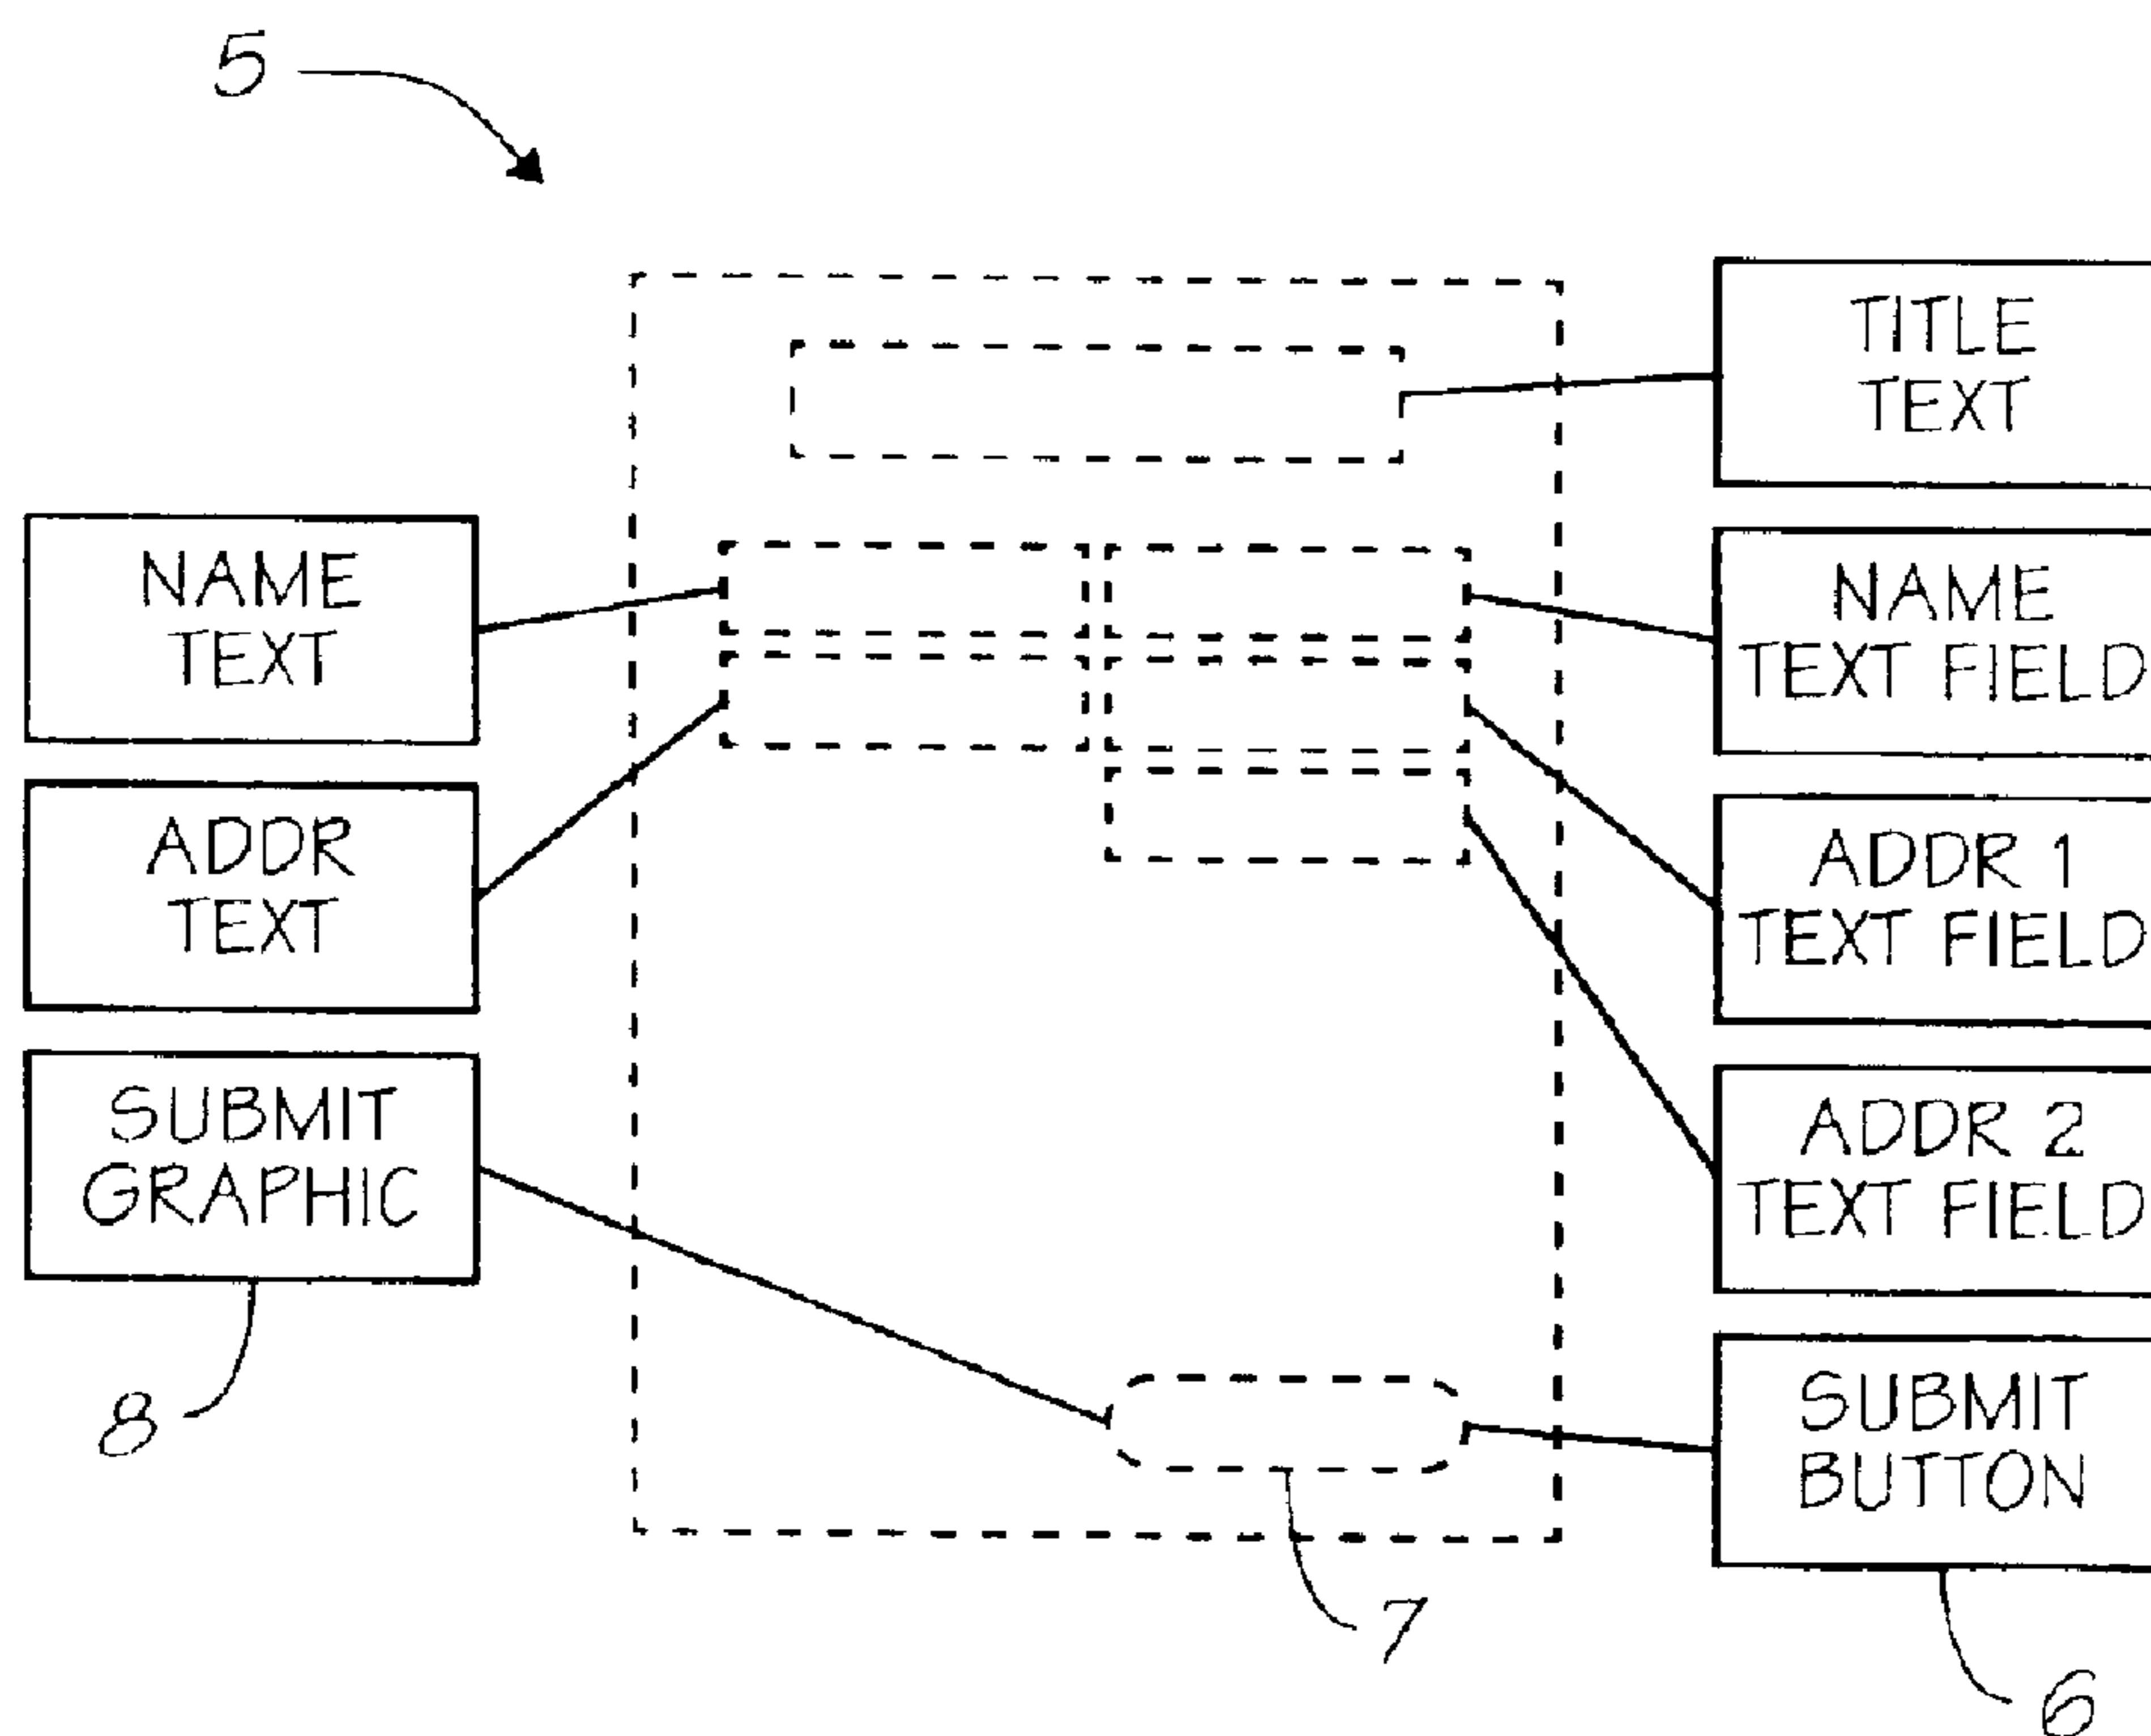 5
TITLE
TEXT
NAME
TEXT
NAME
TEXT FIELD
ADDR
TEXT
ADDR 1
TEXT FIELD
SUBMIT
GRAPHIC
ADDR 2
TEXT FIELD
8
SUBMIT
BUTTON
7
6